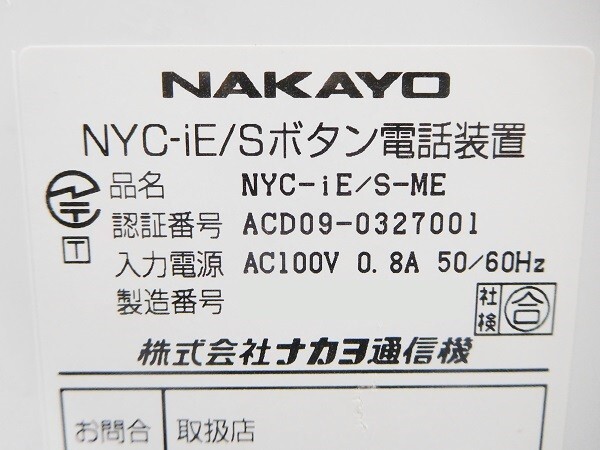 NAKAYO
NYC-iE/Sボタン電話装置
品名 NYC-iE/S-ME
認証番号 ACD09-0327001
T 入力電源 AC100V 0.8A 50/60Hz
製造番号
社検 合
株式会社ナカヨ通信機
お問合 取扱店